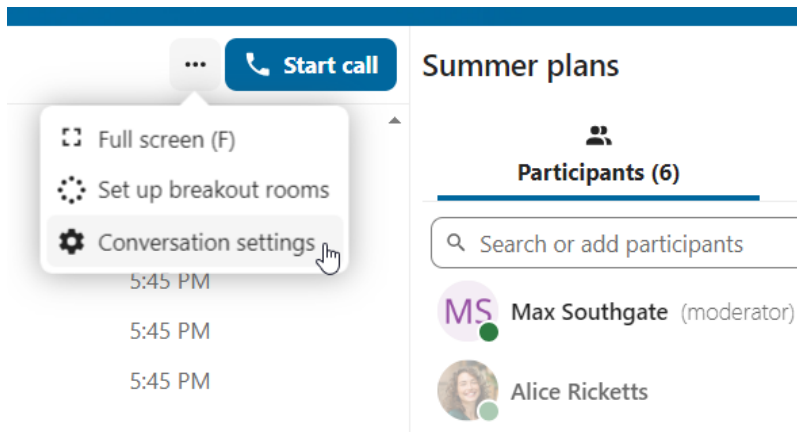 ... Start call
Full screen (F)
Set up breakout rooms
Conversation settings
5:45 PM
5:45 PM
5:45 PM
Summer plans
Participants (6)
Search or add participants
MS Max Southgate (moderator)
Alice Ricketts